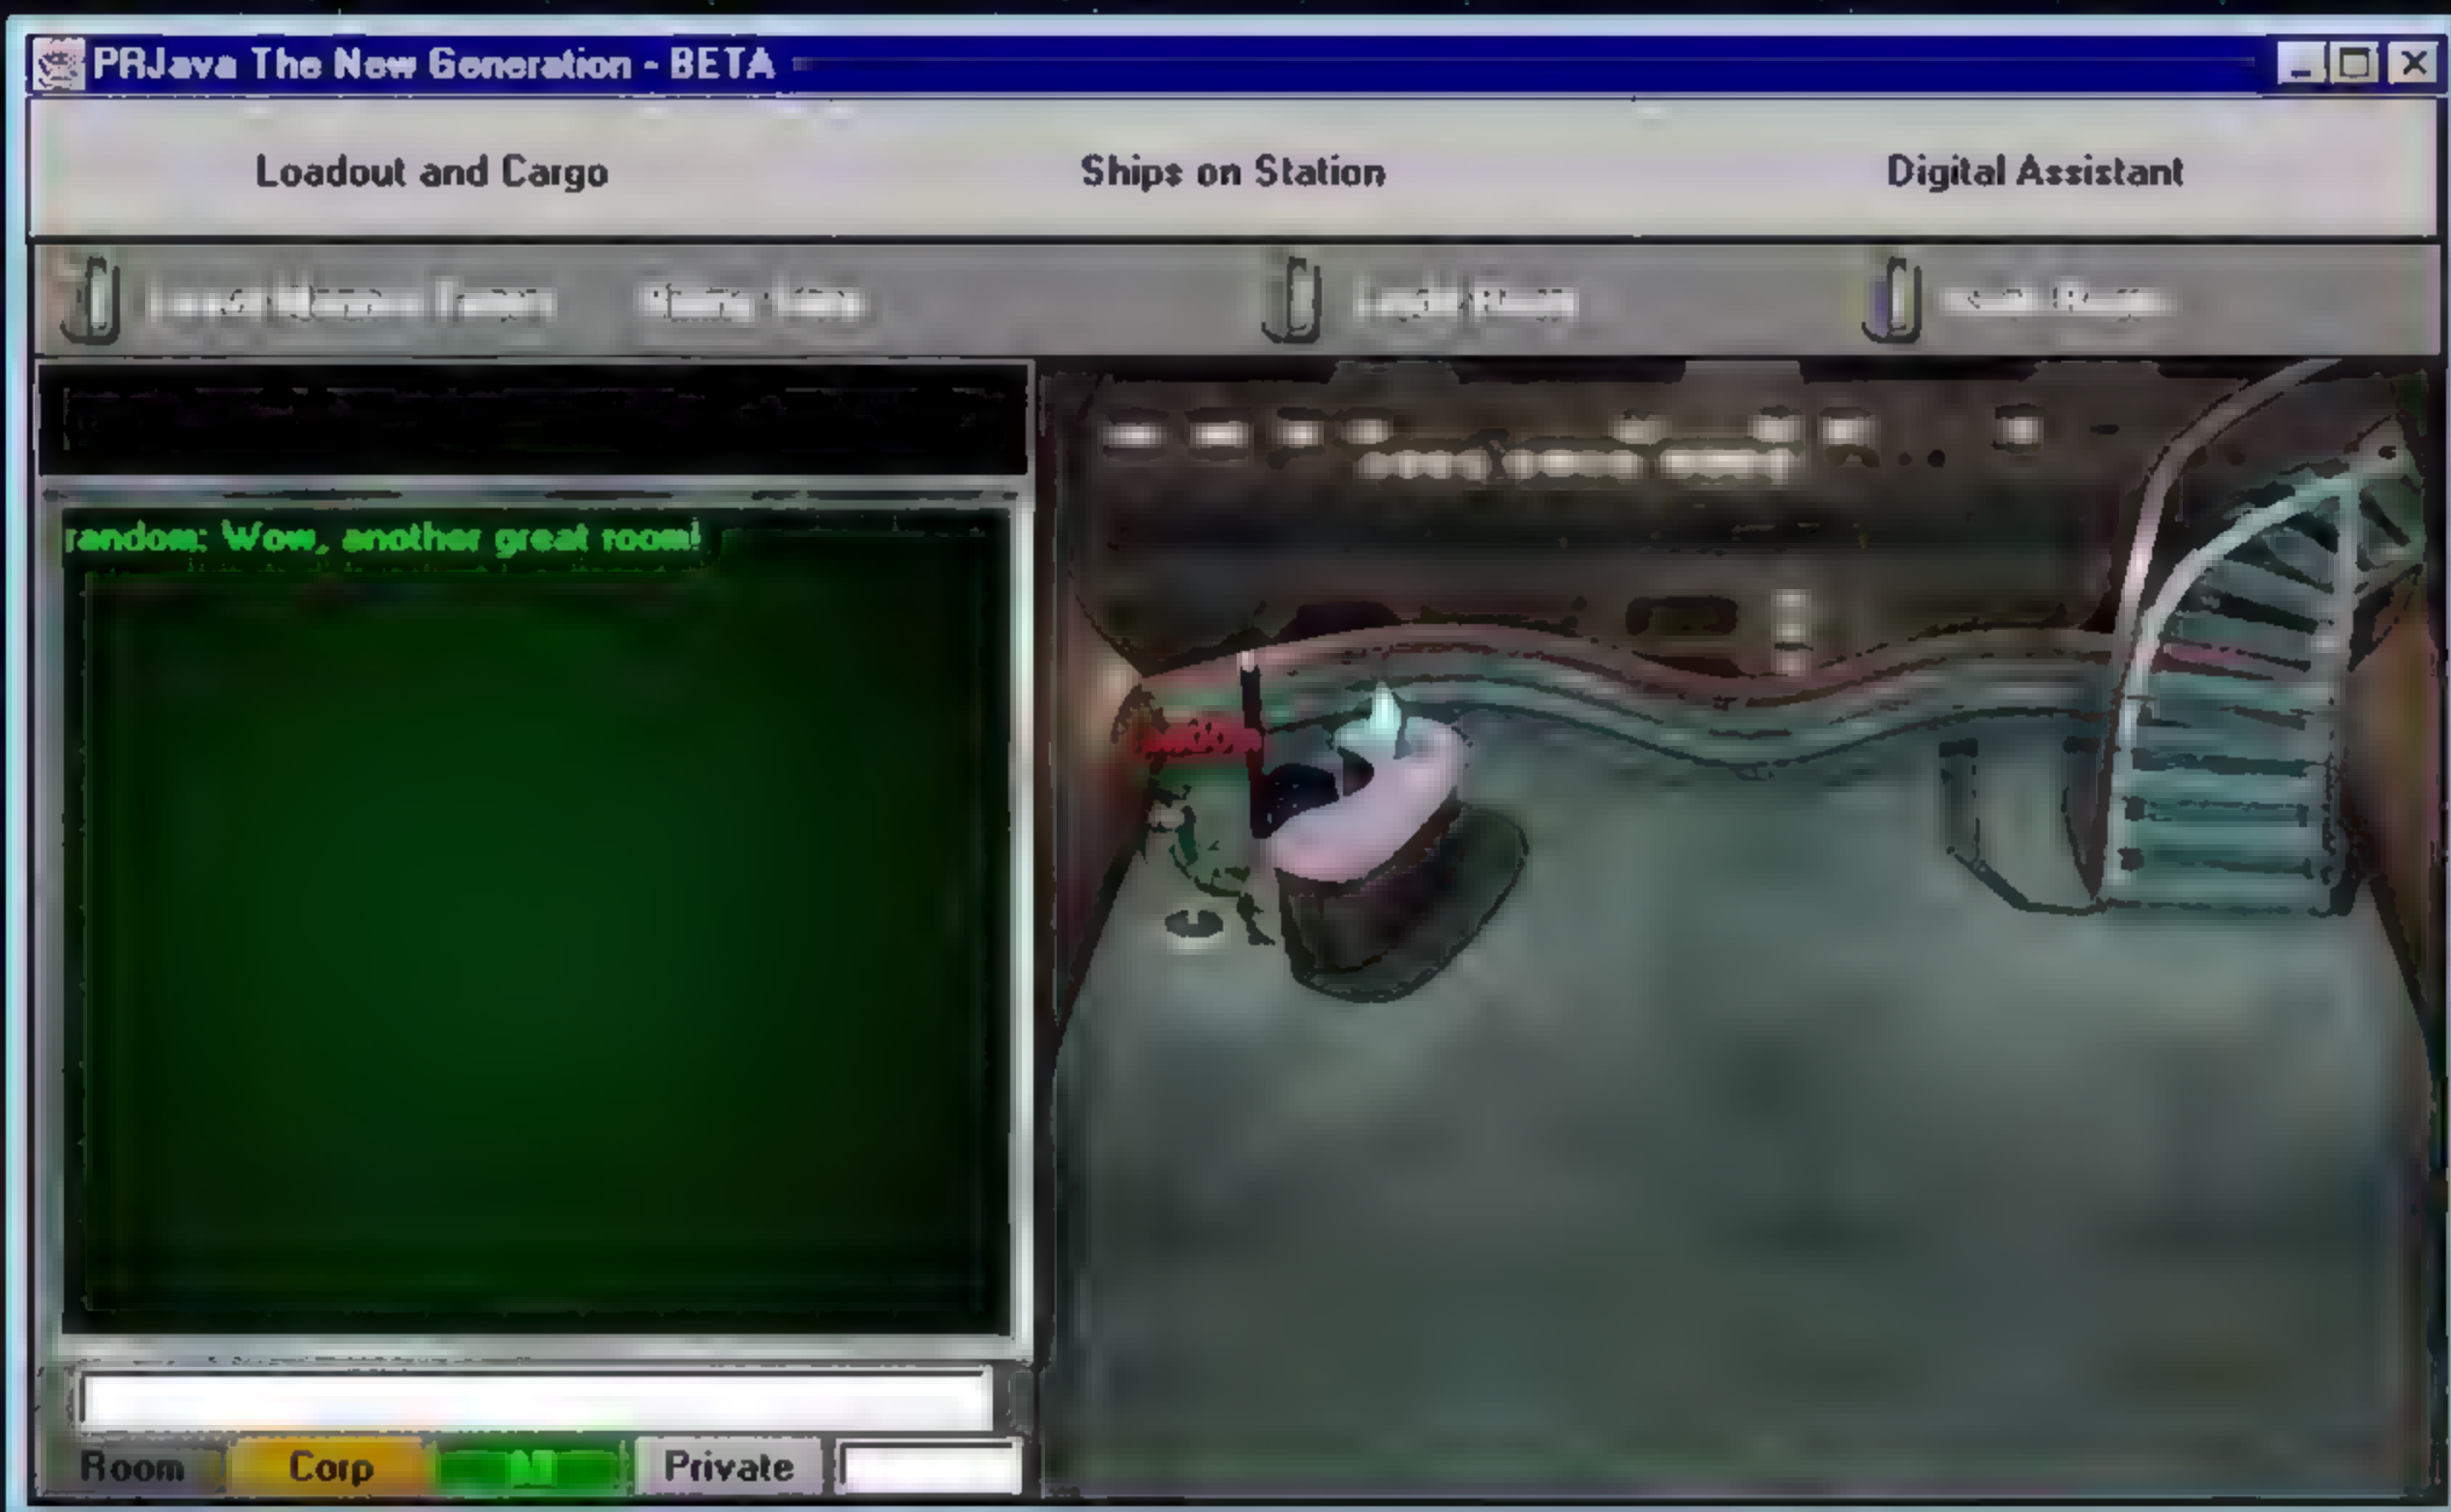 PRJava The New Generation - BETA
Loadout and Cargo
Ships on Station
Digital Assistant
random: Wow, another great room!
Room
Corp
All
Private